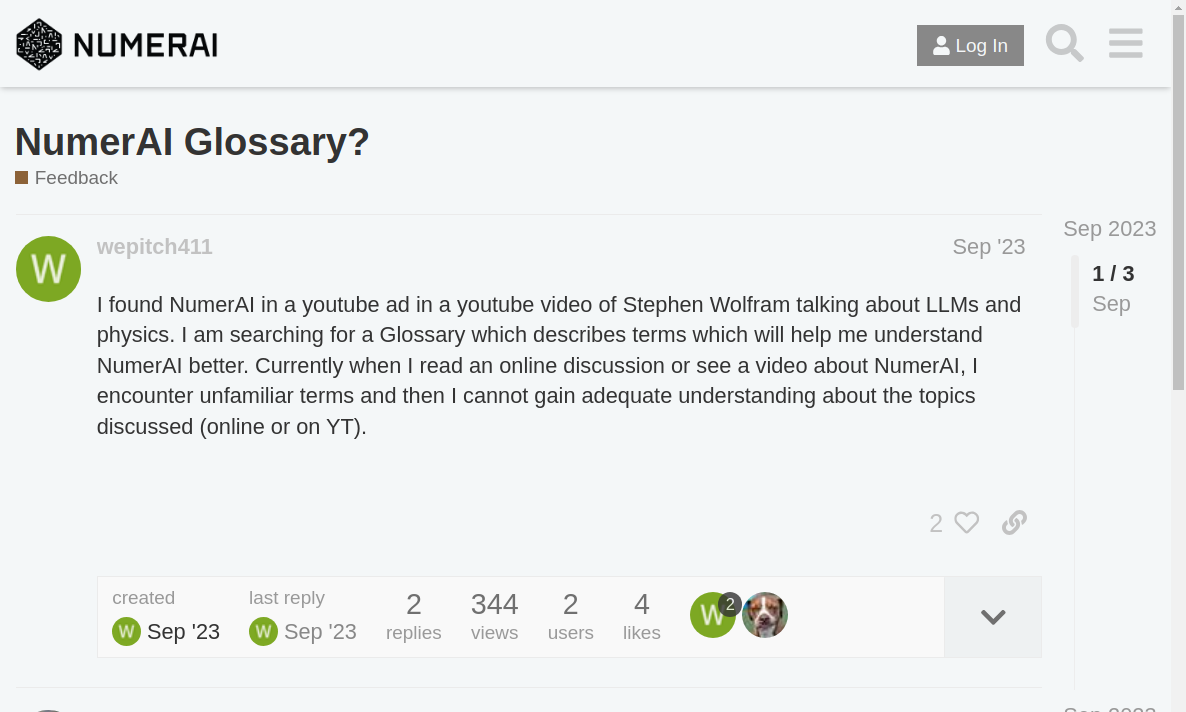 NUMERAI
Log In
NumerAI Glossary?
Feedback
wepitch411
Sep '23
Sep 2023
1 / 3
Sep
W
I found NumerAI in a youtube ad in a youtube video of Stephen Wolfram talking about LLMs and
physics. I am searching for a Glossary which describes terms which will help me understand
NumerAI better. Currently when I read an online discussion or see a video about NumerAI, I
encounter unfamiliar terms and then I cannot gain adequate understanding about the topics
discussed (online or on YT).
2
created
W Sep '23
last reply
W Sep '23
2
replies
344
views
2
users
4
likes
W 2
Sep 2023